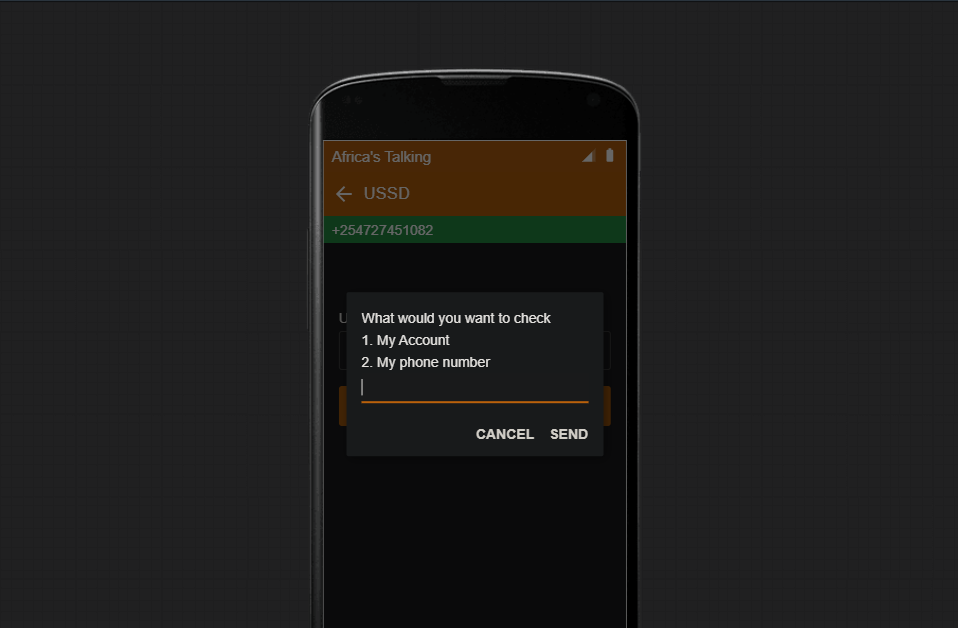 Africa's Talking
USSD
+254727451082
What would you want to check
1. My Account
2. My phone number
CANCEL SEND